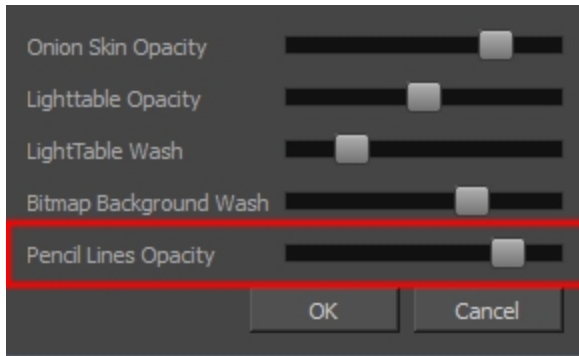 Onion Skin Opacity
Lighttable Opacity
LightTable Wash
Bitmap Background Wash
Pencil Lines Opacity
OK Cancel